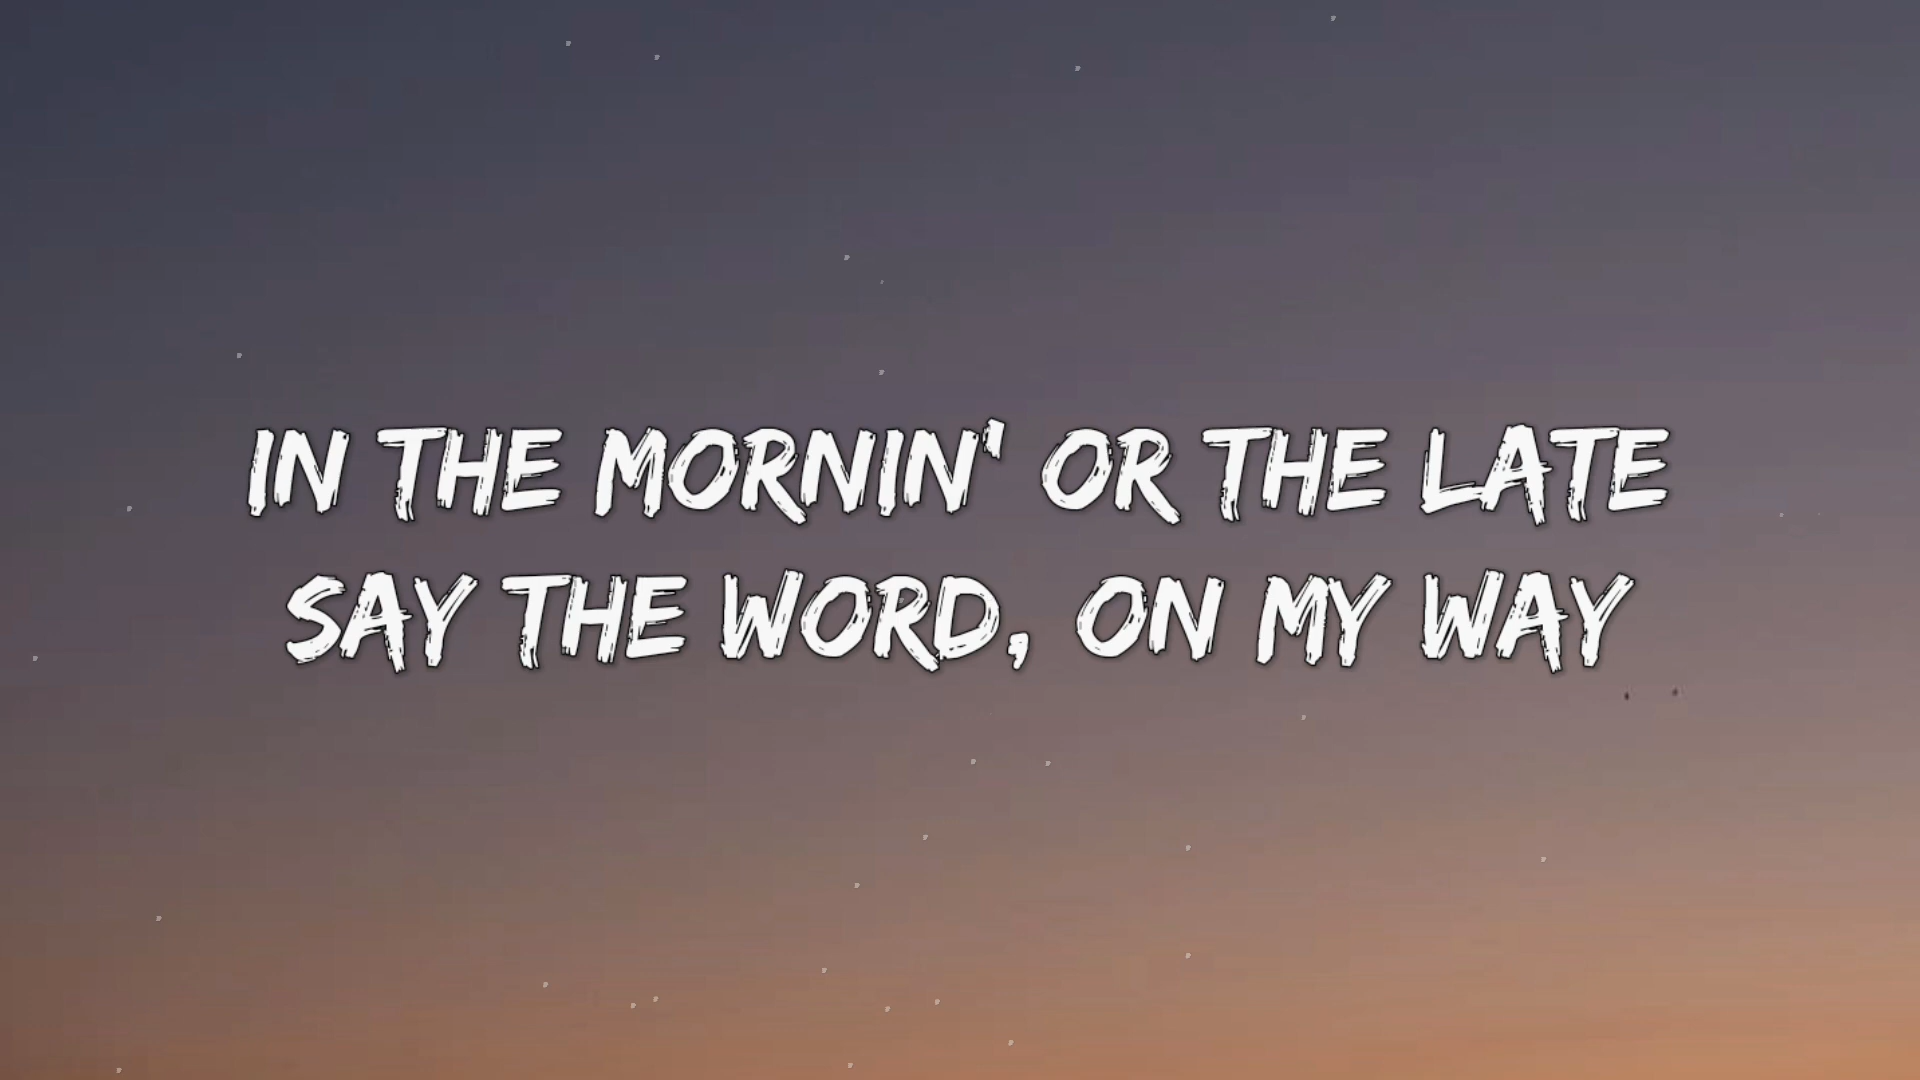 IN THE MORNIN' OR THE LATE
SAY THE WORD, ON MY WAY